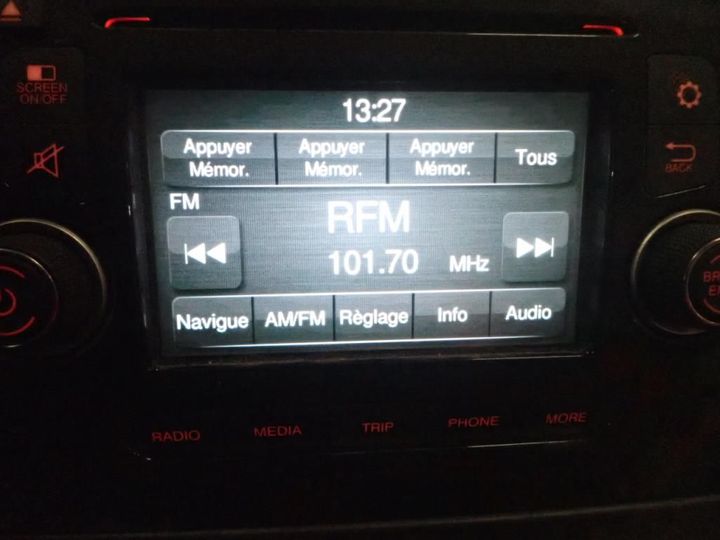 SCREEN
ON/OFF
13:27
Appuyer Mémor.
Appuyer Mémor.
Appuyer Mémor.
Tous
FM
RFM
101.70 MHz
Navigue AM/FM Règlage Info Audio
BACK
RADIO MEDIA TRIP PHONE MORE